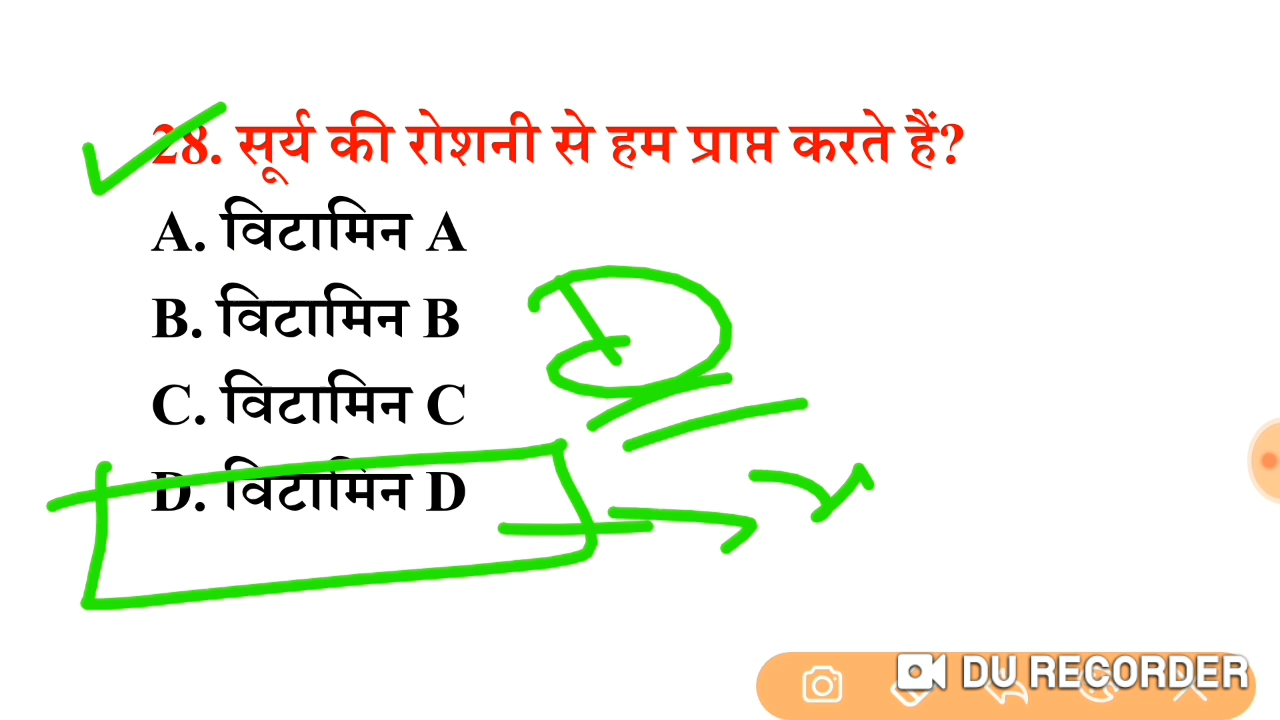 28. सूर्य की रोशनी से हम प्राप्त करते हैं?
A. विटामिन A
B. विटामिन B
C. विटामिन C
D. विटामिन D
D
DU RECORDER